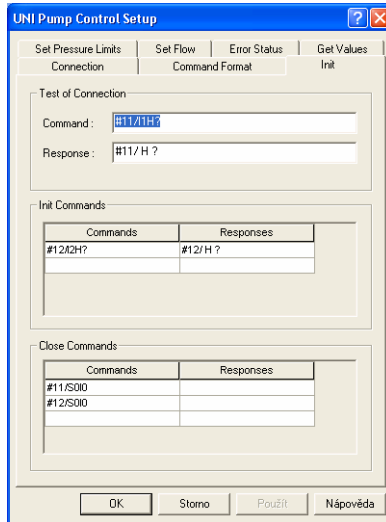 UNI Pump Control Setup
Set Pressure Limits Set Flow Error Status Get Values
Connection Command Format Init
Test of Connection
Command : #11/I1H?
Response : #11/ H ?
Init Commands
Commands Responses
#12/I2H? #12/ H ?
Close Commands
Commands Responses
#11/S0I0
#12/S0I0
OK Storno Použít Nápověda